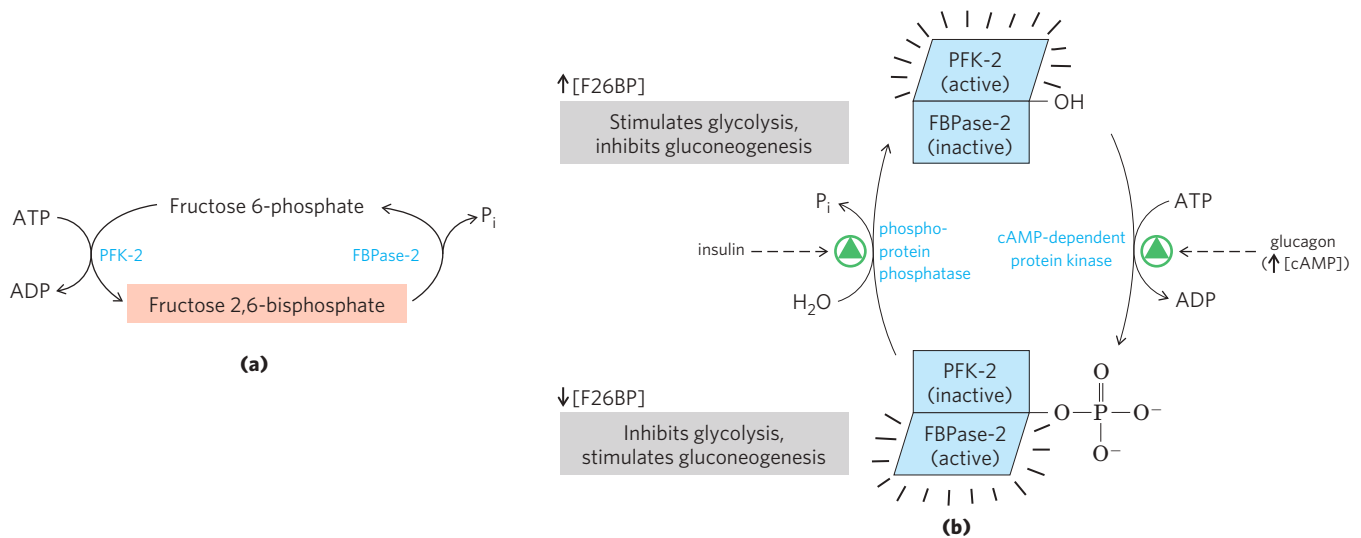 ATP
ADP
PFK-2
Fructose 6-phosphate
FBPase-2
Pi
Fructose 2,6-bisphosphate
(a)
↑[F26BP]
Stimulates glycolysis,
inhibits gluconeogenesis
PFK-2
(active)
OH
FBPase-2
(inactive)
Pi
insulin
H2O
phospho-
protein
phosphatase
cAMP-dependent
protein kinase
ATP
ADP
glucagon
(↑[cAMP])
↓[F26BP]
Inhibits glycolysis,
stimulates gluconeogenesis
PFK-2
(inactive)
FBPase-2
(active)
O
O—P—O−
O−
(b)